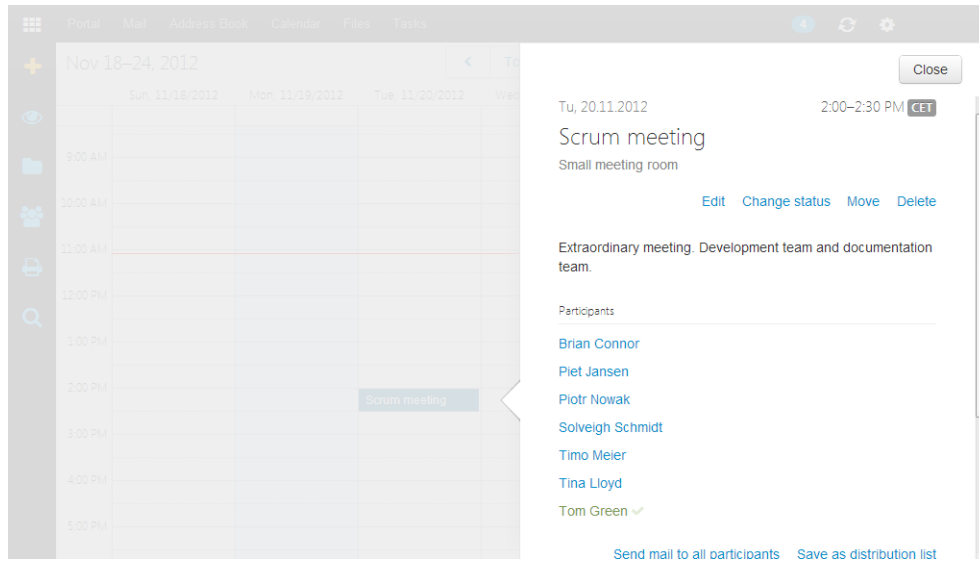 Portal Mail Address Book Calendar Files Tasks 4
Nov 18–24, 2012 < To
Close
Sun, 11/18/2012 Mon, 11/19/2012 Tue, 11/20/2012 Wed
Tu, 20.11.2012 2:00–2:30 PM CET
Scrum meeting
Small meeting room
Edit Change status Move Delete
Extraordinary meeting. Development team and documentation
team.
Participants
Brian Connor
Piet Jansen
Piotr Nowak
Solveigh Schmidt
Timo Meier
Tina Lloyd
Tom Green
Send mail to all participants Save as distribution list
9:00 AM
10:00 AM
11:00 AM
12:00 PM
1:00 PM
2:00 PM
Scrum meeting
3:00 PM
4:00 PM
5:00 PM